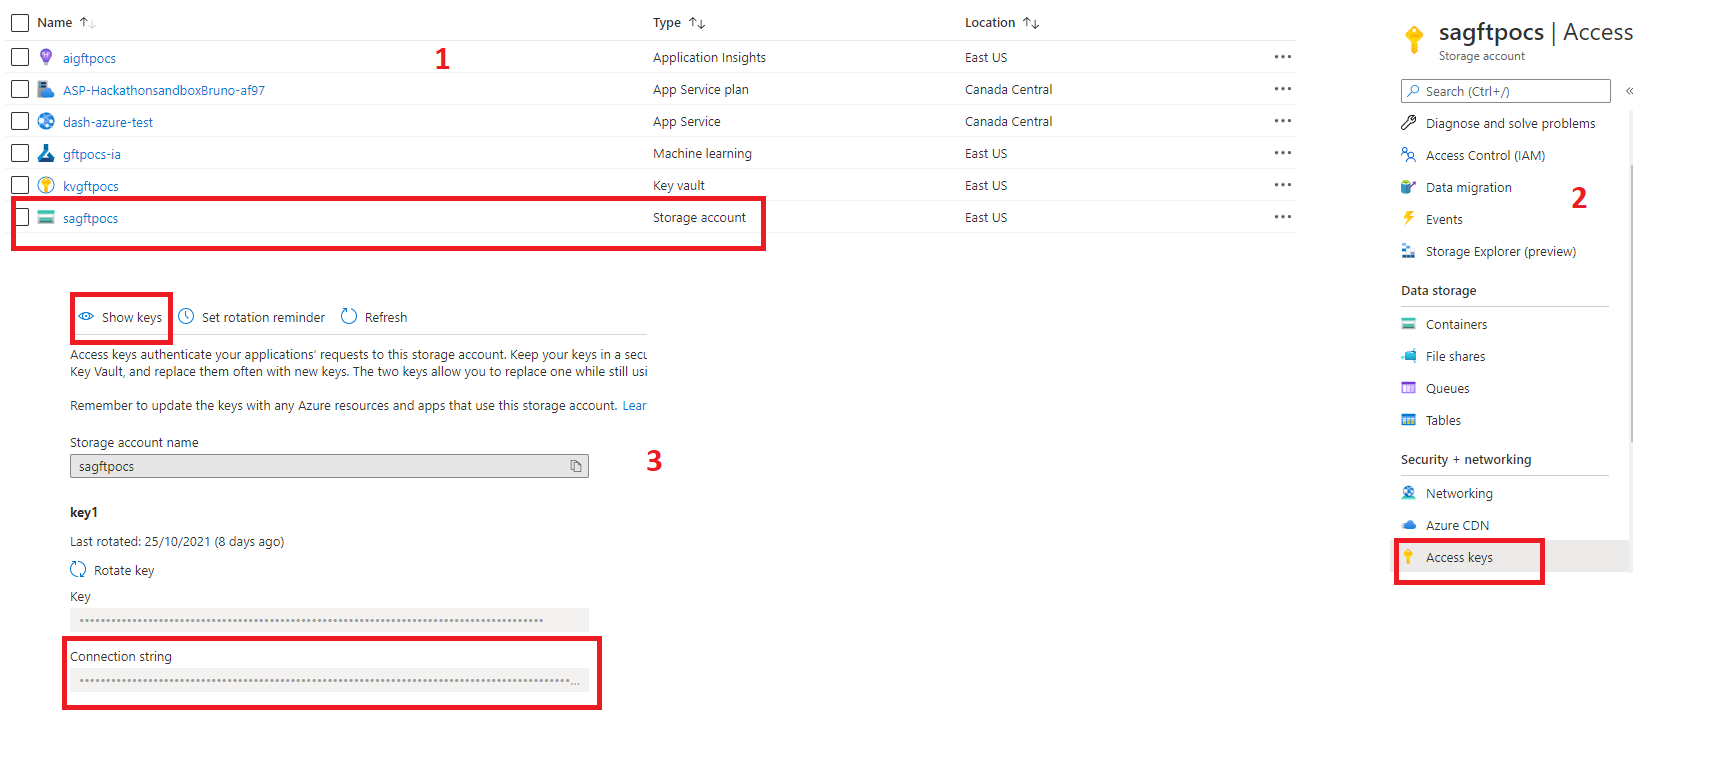 Name Type Location
1
aigftpocs Application Insights East US
ASP-HackathonsandboxBruno-af97 App Service plan Canada Central
dash-azure-test App Service Canada Central
gftpocs-ia Machine learning East US
kvgftpocs Key vault East US
sagftpocs Storage account East US
sagftpocs | Access
Storage account
Search (Ctrl+/)
«
Diagnose and solve problems
Access Control (IAM)
Data migration
2
Events
Storage Explorer (preview)
Data storage
Containers
File shares
Queues
Tables
Security + networking
Networking
Azure CDN
Access keys
Show keys Set rotation reminder Refresh
Access keys authenticate your applications' requests to this storage account. Keep your keys in a secu
Key Vault, and replace them often with new keys. The two keys allow you to replace one while still usi
Remember to update the keys with any Azure resources and apps that use this storage account. Lear
Storage account name
sagftpocs
3
key1
Last rotated: 25/10/2021 (8 days ago)
Rotate key
Key
Connection string